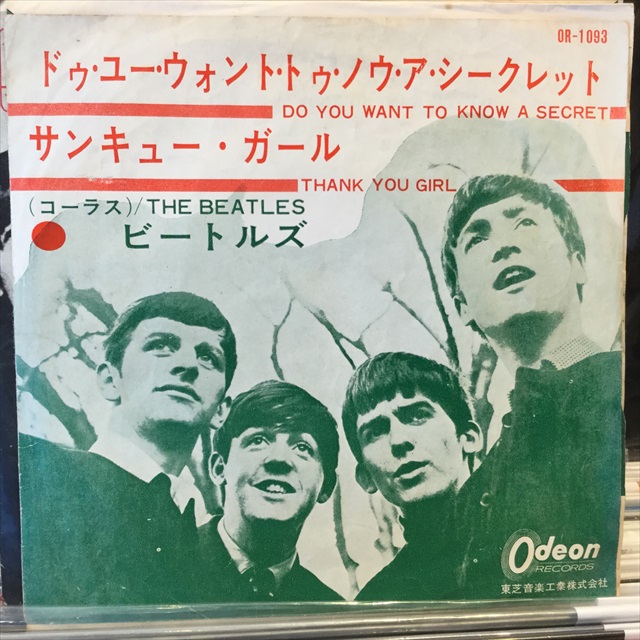 OR-1093
ドゥ・ユー・ウォント・トゥ・ノウ・ア・シークレット
DO YOU WANT TO KNOW A SECRET
サンキュー・ガール
THANK YOU GIRL
(コーラス)/THE BEATLES
ビートルズ
Odeon
RECORDS
東芝音楽工業株式会社